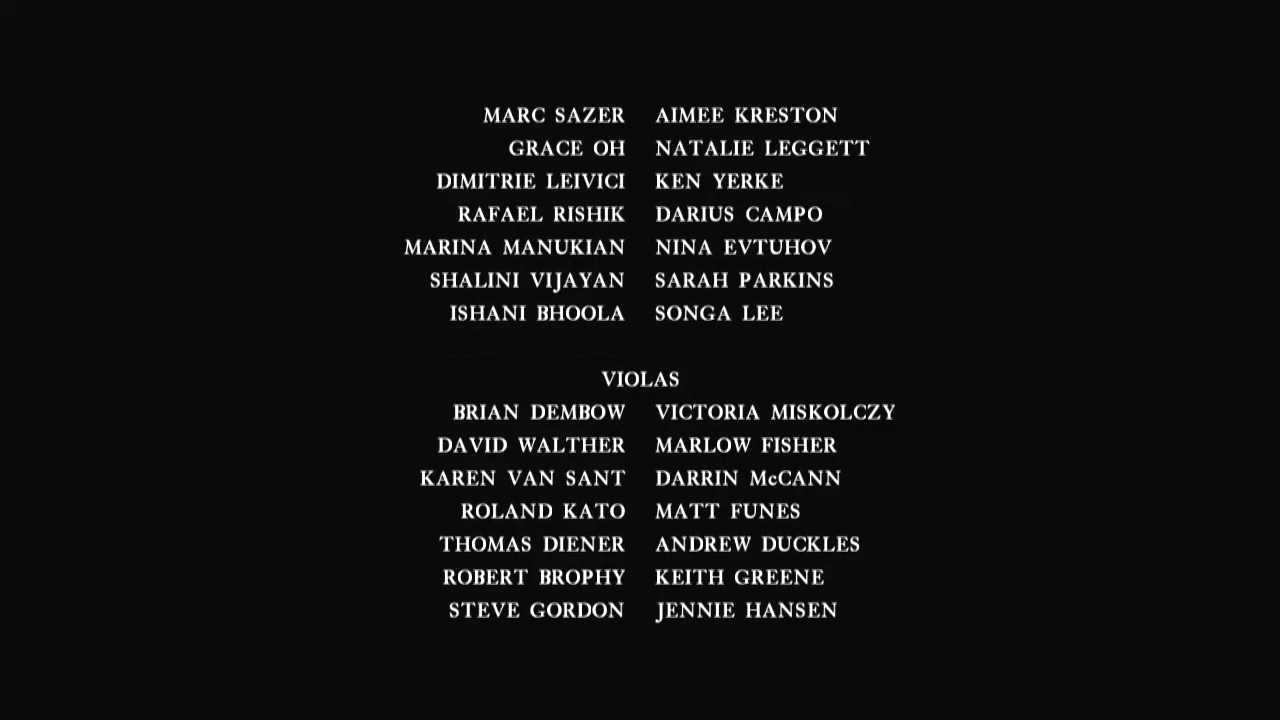 MARC SAZER AIMEE KRESTON
GRACE OH NATALIE LEGGETT
DIMITRIE LEIVICI KEN YERKE
RAFAEL RISHIK DARIUS CAMPO
MARINA MANUKIAN NINA EVTUHOV
SHALINI VIJAYAN SARAH PARKINS
ISHANI BHOOLA SONGA LEE
VIOLAS
BRIAN DEMBOW VICTORIA MISKOLCZY
DAVID WALTHER MARLOW FISHER
KAREN VAN SANT DARRIN McCANN
ROLAND KATO MATT FUNES
THOMAS DIENER ANDREW DUCKLES
ROBERT BROPHY KEITH GREENE
STEVE GORDON JENNIE HANSEN